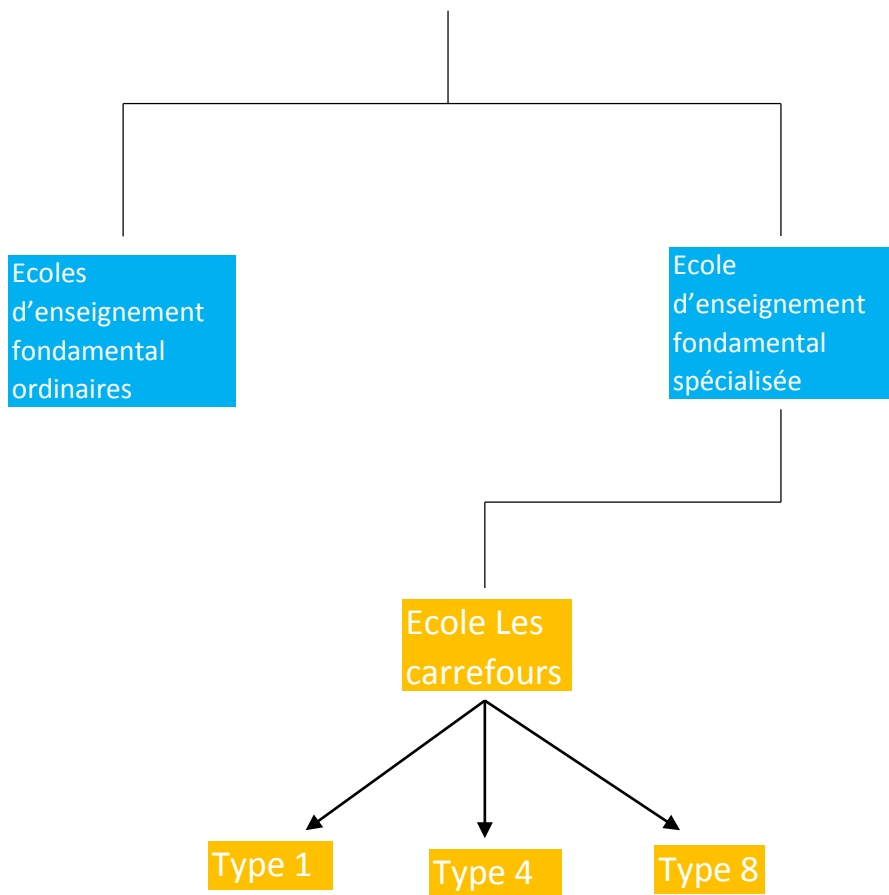 Ecoles
d’enseignement
fondamental
ordinaires
Ecole
d’enseignement
fondamental
spécialisée
Ecole Les
carrefours
Type 1
Type 4
Type 8